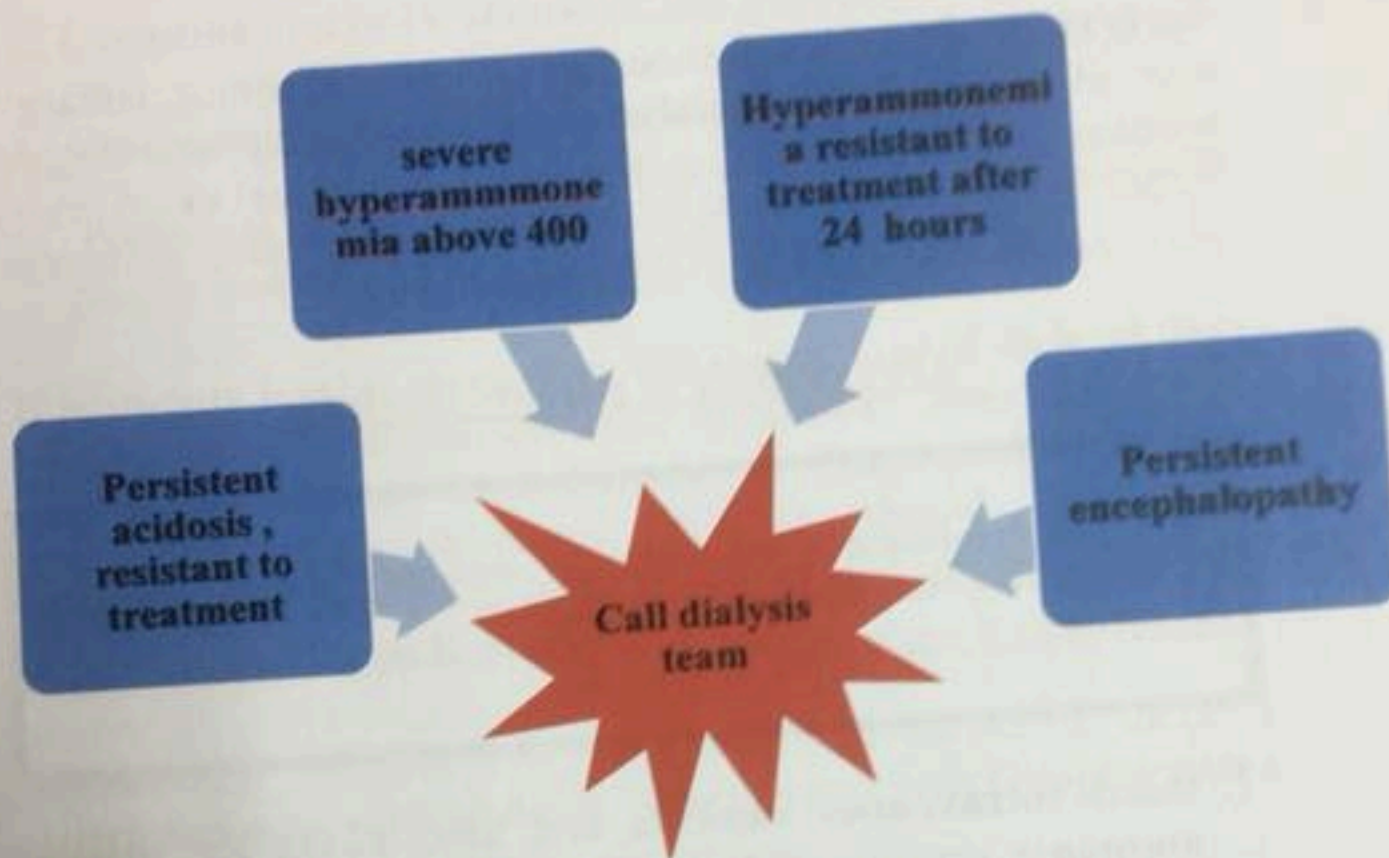 severe
hyperammmone
mia above 400
Hyperammonemi
a resistant to
treatment after
24 hours
Persistent
acidosis ,
resistant to
treatment
Persistent
encephalopathy
Call dialysis
team